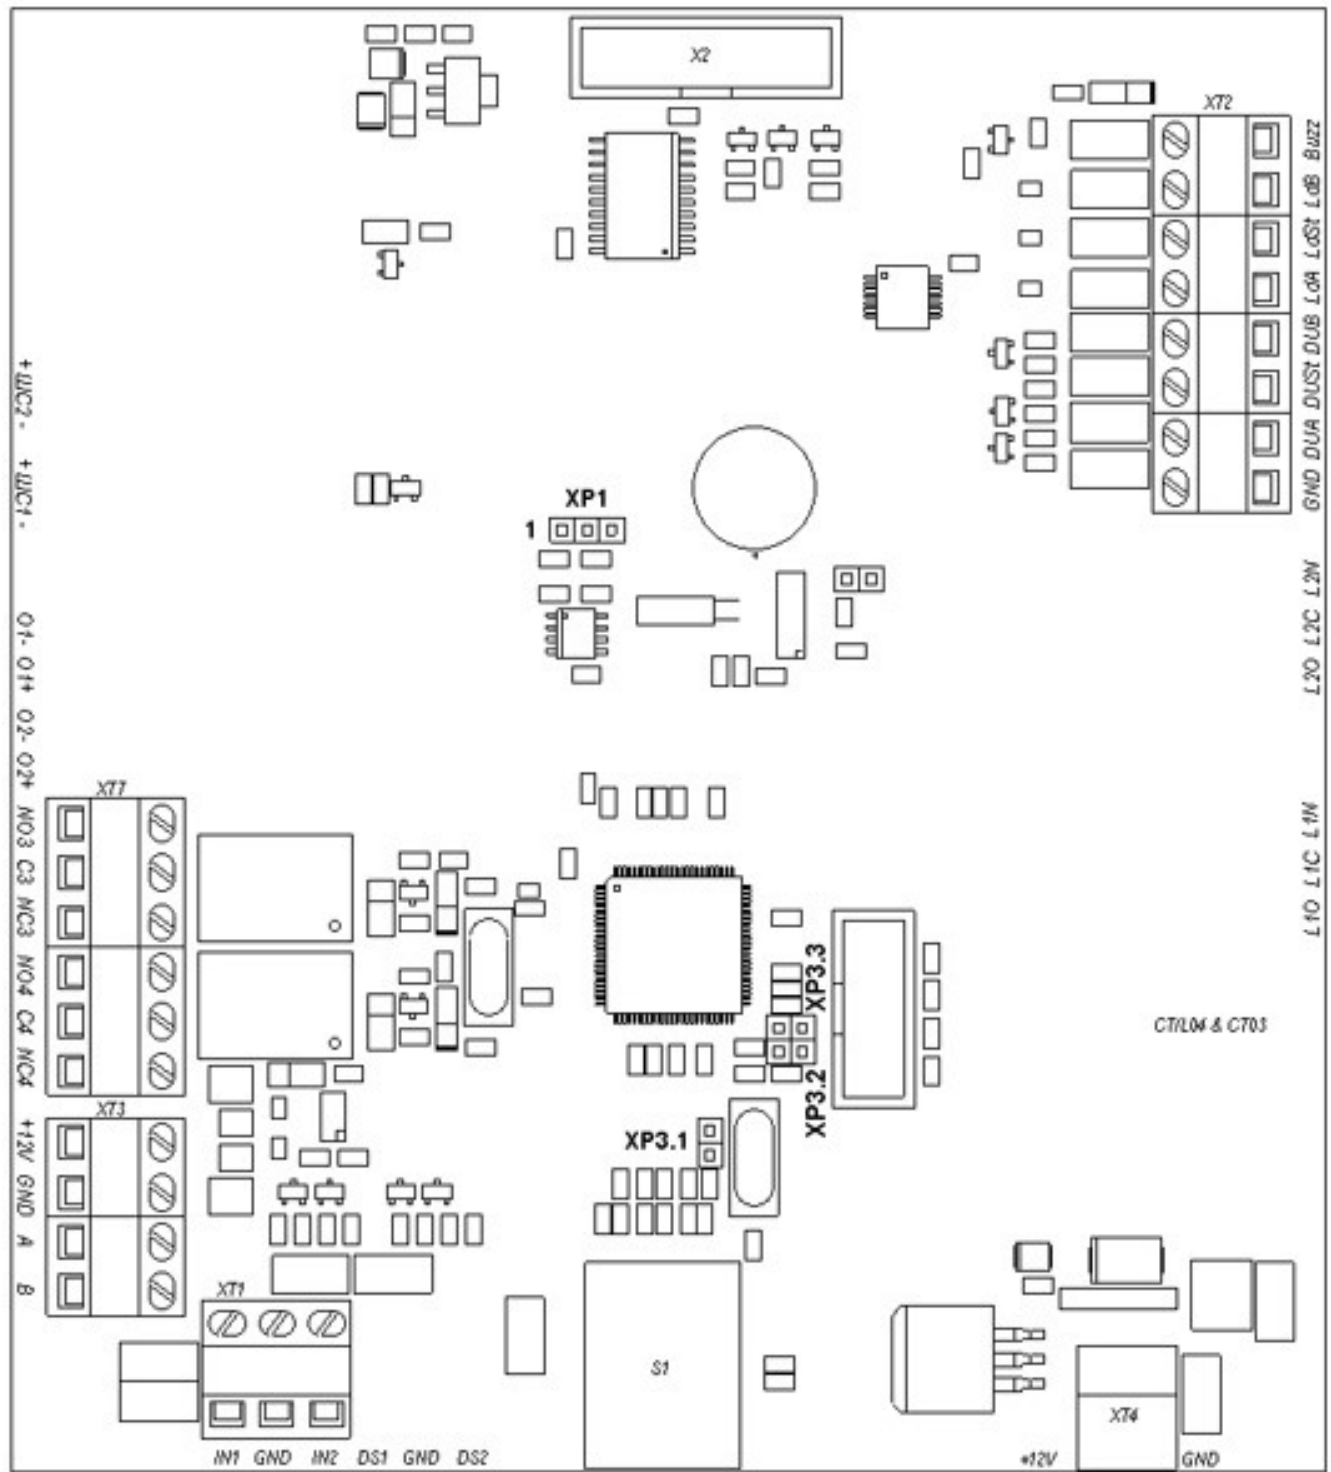 X2
XT2
Buzz
LdB
LdSt
LdA
DUB
DUSt
DUA
GND
+ ШС2 -
+ ШС1 -
XP1
1
L2N
L2C
L2O
O1-
O1+
O2-
O2+
XT7
NO3
C3
NC3
NO4
C4
NC4
L1N
L1C
L1O
XP3.3
CT/L04 & CT03
XP3.2
XP3.1
XT3
+12V
GND
A
B
XT1
S1
XT4
IN1 GND IN2 DS1 GND DS2
+12V GND